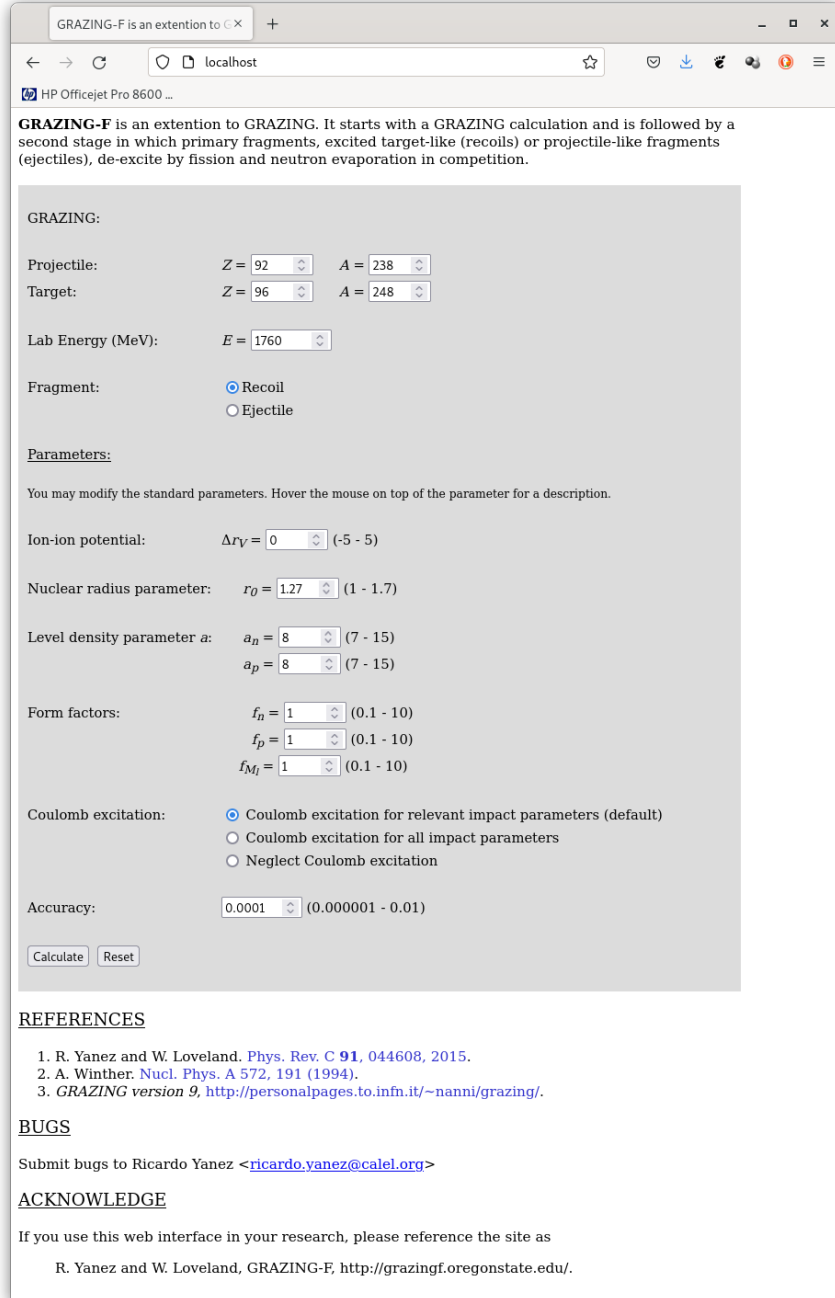 GRAZING-F is an extention to G
localhost
HP Officejet Pro 8600 ...
GRAZING-F is an extention to GRAZING. It starts with a GRAZING calculation and is followed by a
second stage in which primary fragments, excited target-like (recoils) or projectile-like fragments
(ejectiles), de-excite by fission and neutron evaporation in competition.
GRAZING:
Projectile: Z = 92 A = 238
Target: Z = 96 A = 248
Lab Energy (MeV): E = 1760
Fragment: Recoil
Ejectile
Parameters:
You may modify the standard parameters. Hover the mouse on top of the parameter for a description.
Ion-ion potential: Δr_V = 0 (-5 - 5)
Nuclear radius parameter: r_0 = 1.27 (1 - 1.7)
Level density parameter a: a_n = 8 (7 - 15)
a_p = 8 (7 - 15)
Form factors: f_n = 1 (0.1 - 10)
f_p = 1 (0.1 - 10)
f_{M_l} = 1 (0.1 - 10)
Coulomb excitation: Coulomb excitation for relevant impact parameters (default)
Coulomb excitation for all impact parameters
Neglect Coulomb excitation
Accuracy: 0.0001 (0.000001 - 0.01)
Calculate Reset
REFERENCES
1. R. Yanez and W. Loveland. Phys. Rev. C 91, 044608, 2015.
2. A. Winther. Nucl. Phys. A 572, 191 (1994).
3. GRAZING version 9, http://personalpages.to.infn.it/~nanni/grazing/.
BUGS
Submit bugs to Ricardo Yanez <ricardo.yanez@calel.org>
ACKNOWLEDGE
If you use this web interface in your research, please reference the site as
R. Yanez and W. Loveland, GRAZING-F, http://grazingf.oregonstate.edu/.